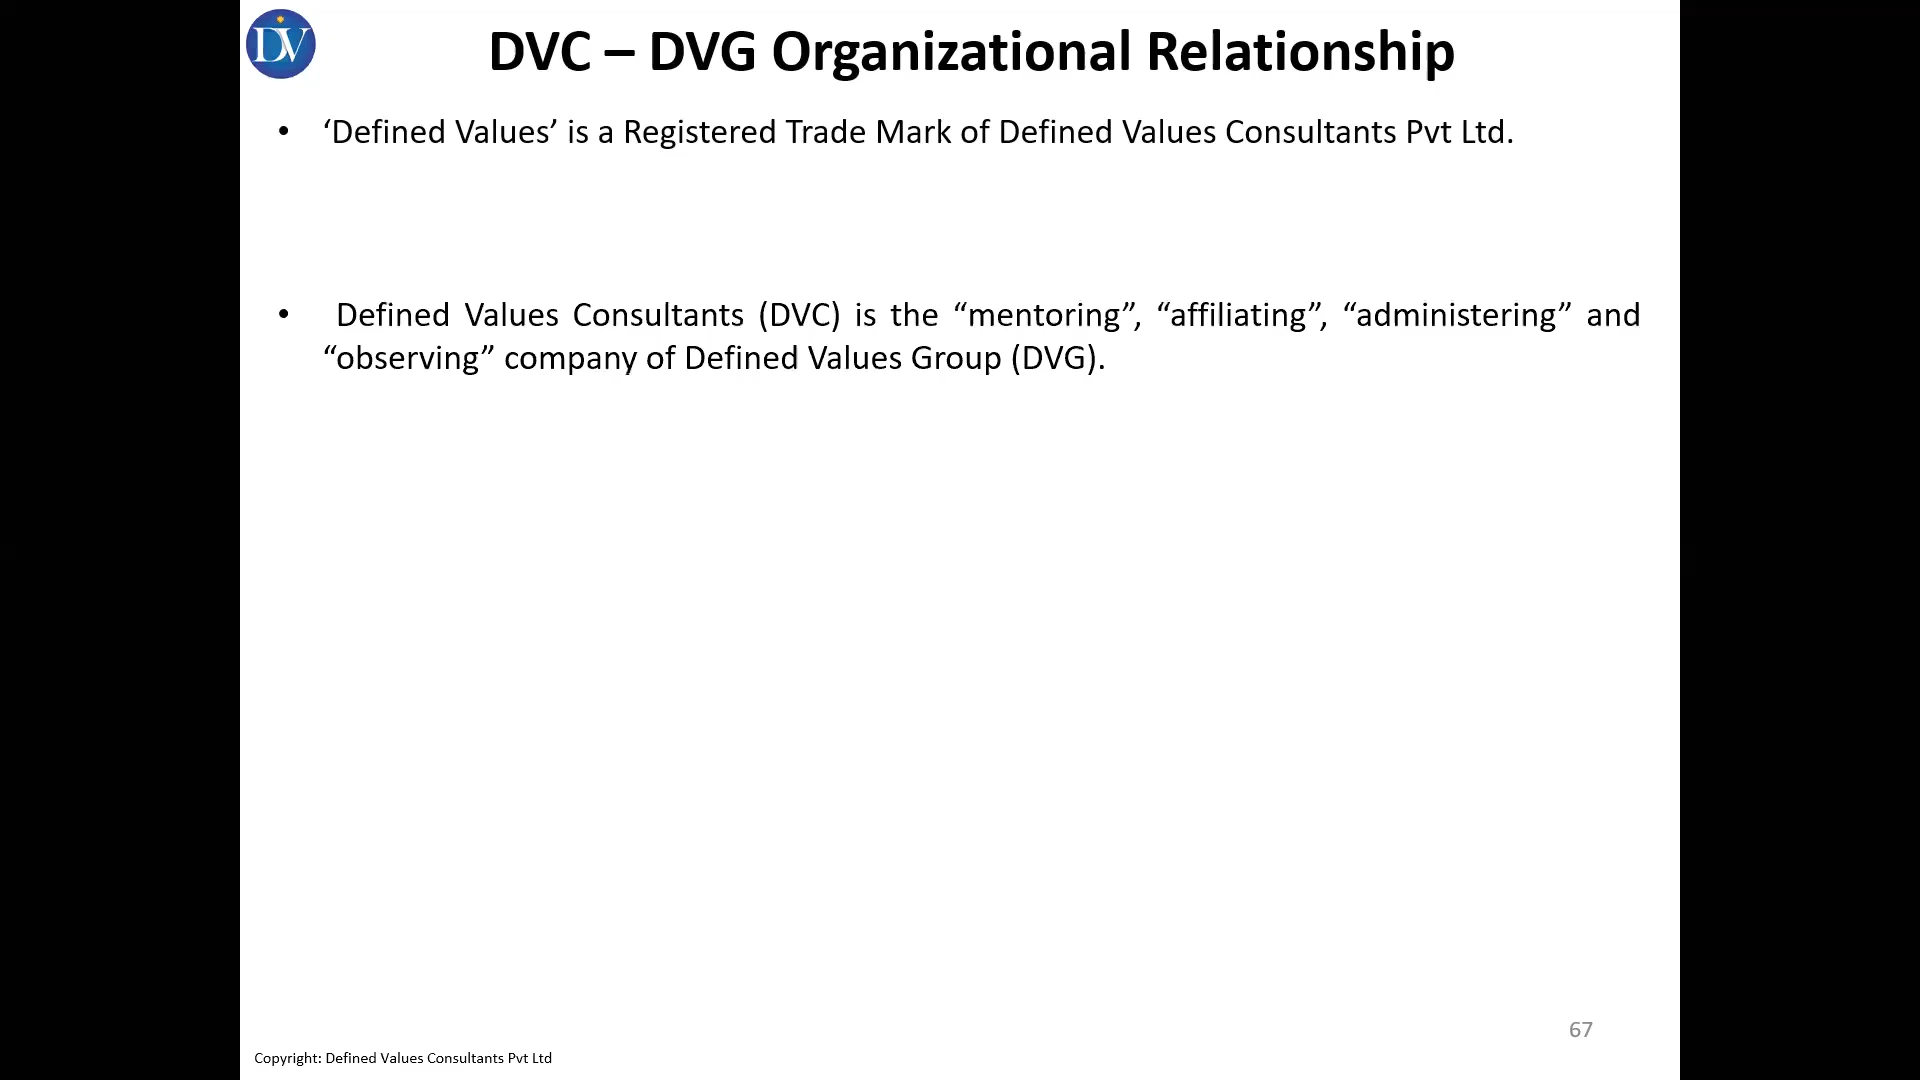 DV
DVC – DVG Organizational Relationship
• ‘Defined Values’ is a Registered Trade Mark of Defined Values Consultants Pvt Ltd.
• Defined Values Consultants (DVC) is the “mentoring”, “affiliating”, “administering” and
“observing” company of Defined Values Group (DVG).
67
Copyright: Defined Values Consultants Pvt Ltd